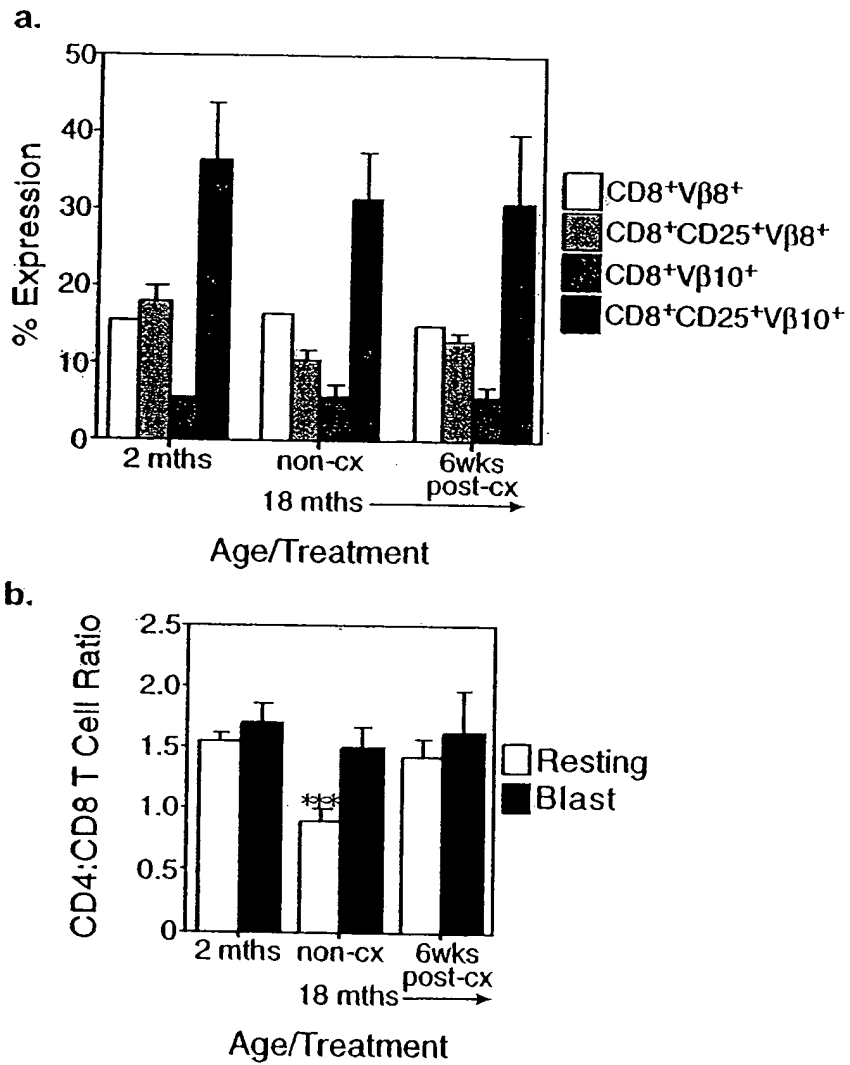 a.
% Expression
50
40
30
20
10
0
2 mths
non-cx
6wks
post-cx
18 mths
Age/Treatment
CD8⁺Vβ8⁺
CD8⁺CD25⁺Vβ8⁺
CD8⁺Vβ10⁺
CD8⁺CD25⁺Vβ10⁺
b.
CD4:CD8 T Cell Ratio
2.5
2.0
1.5
1.0
0.5
0
***
2 mths
non-cx
6wks
post-cx
18 mths
Age/Treatment
Resting
Blast